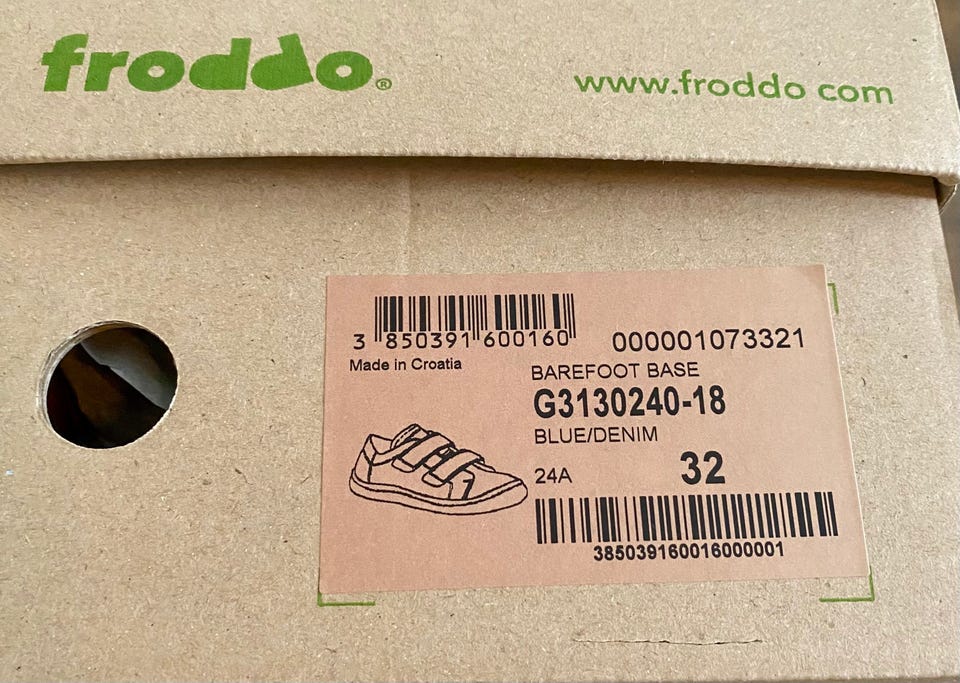 froddo®
www.froddo com
3 850391 600160
000001073321
Made in Croatia
BAREFOOT BASE
G3130240-18
BLUE/DENIM
24A 32
385039160016000001